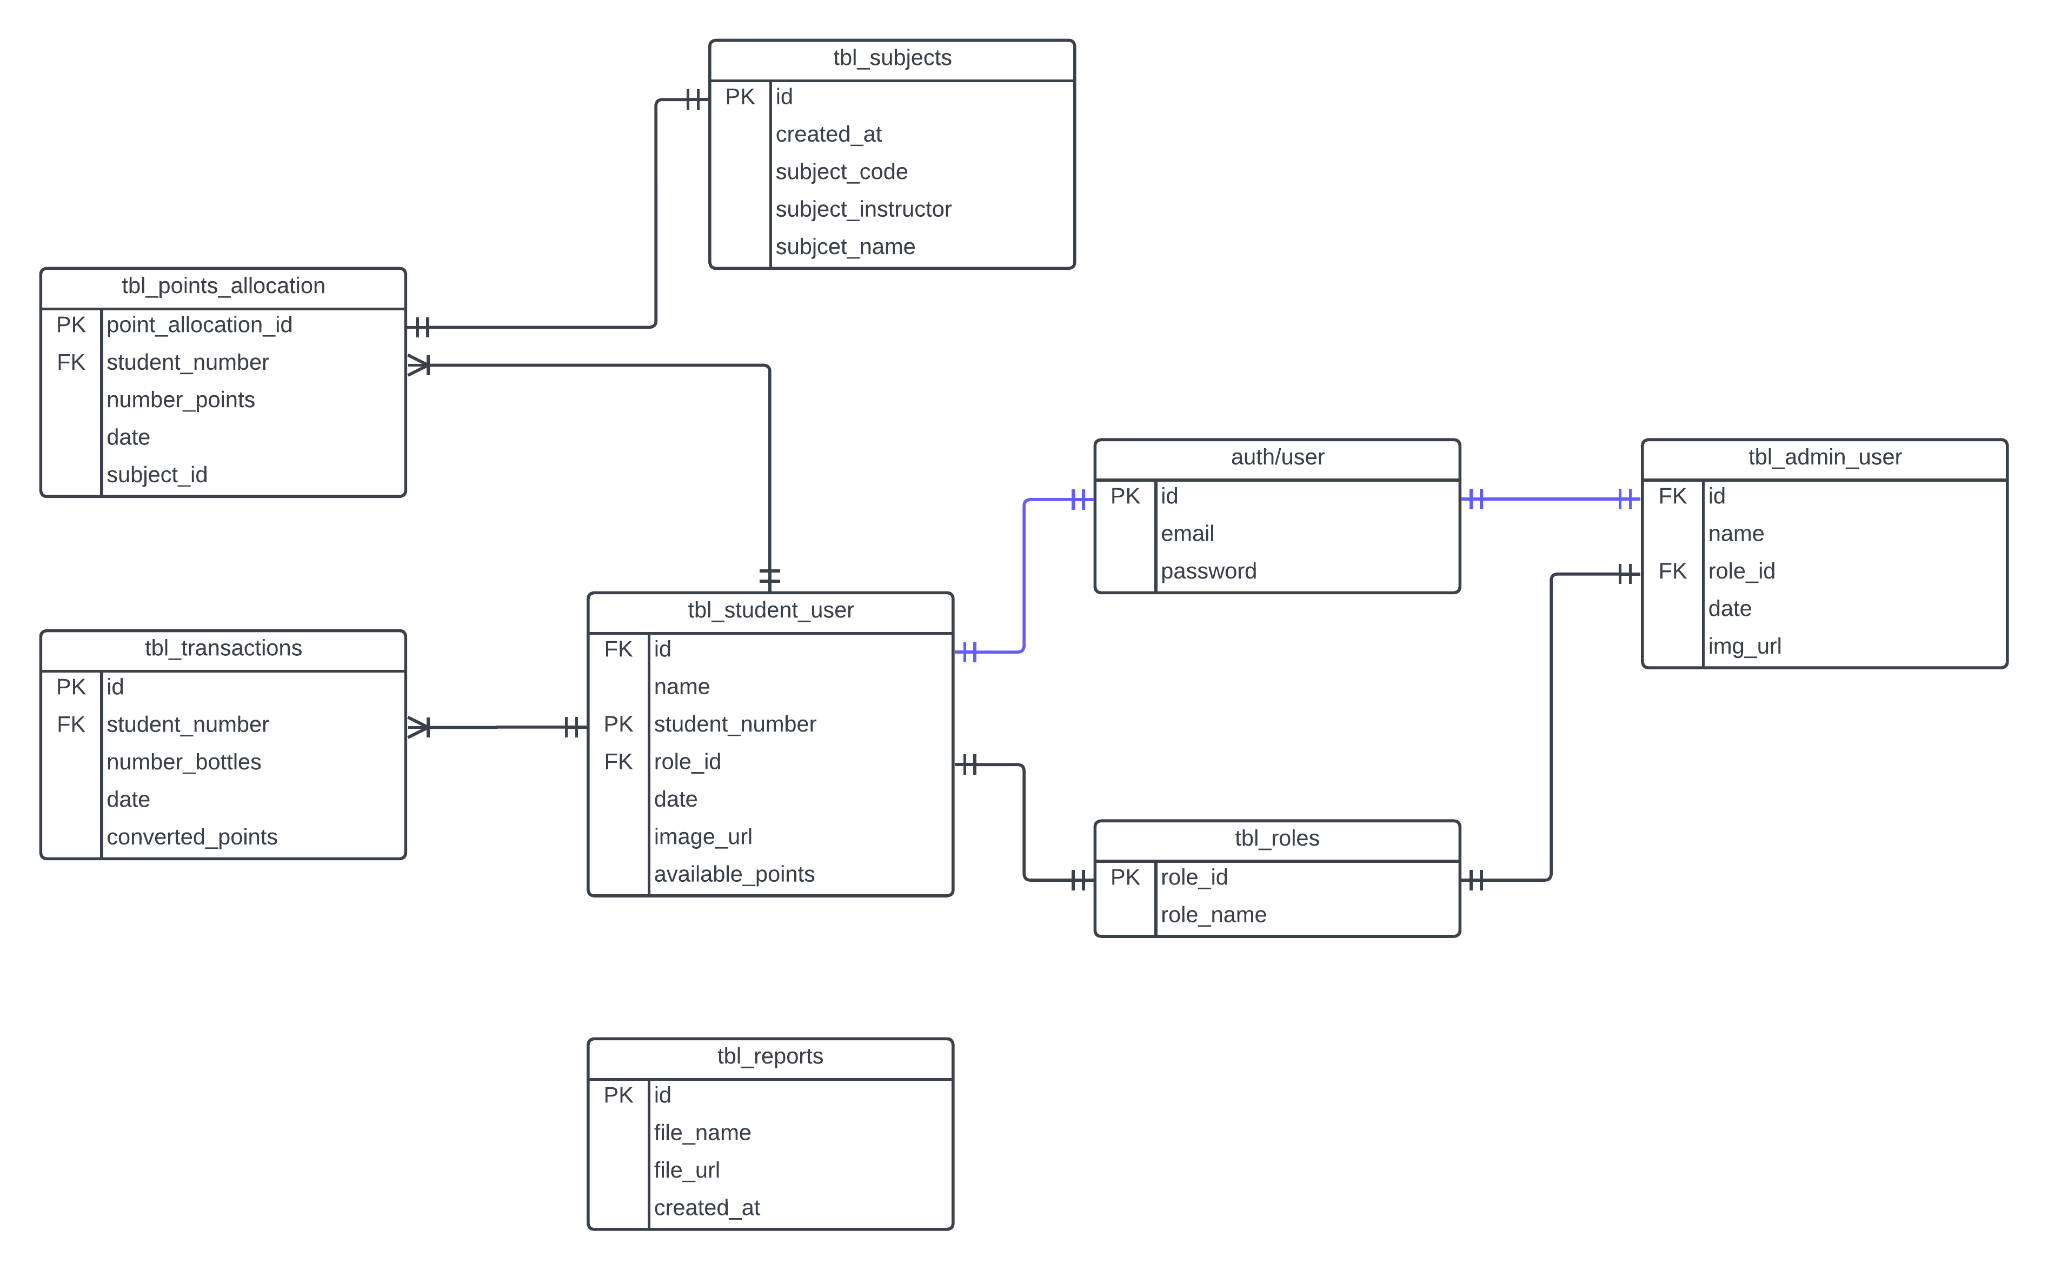 tbl_subjects
PK id
created_at
subject_code
subject_instructor
subjcet_name
tbl_points_allocation
PK point_allocation_id
FK student_number
number_points
date
subject_id
auth/user
PK id
email
password
tbl_admin_user
FK id
name
FK role_id
date
img_url
tbl_student_user
FK id
name
PK student_number
FK role_id
date
image_url
available_points
tbl_transactions
PK id
FK student_number
number_bottles
date
converted_points
tbl_roles
PK role_id
role_name
tbl_reports
PK id
file_name
file_url
created_at